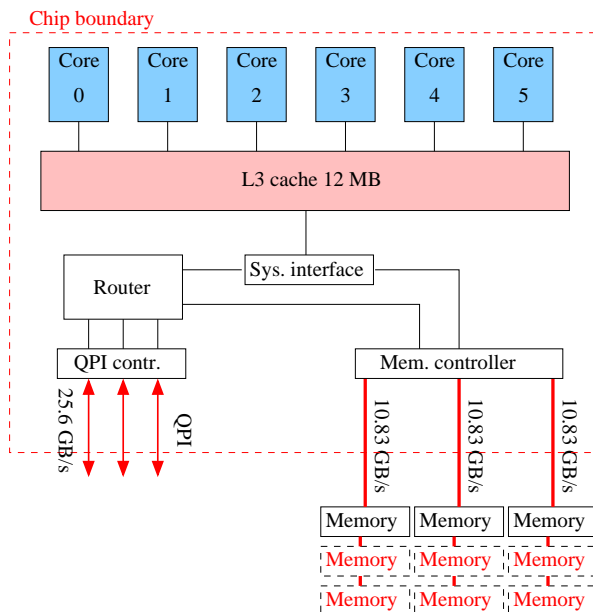 Chip boundary
Core Core Core Core Core Core
0 1 2 3 4 5
L3 cache 12 MB
Sys. interface
Router
QPI contr.
Mem. controller
25.6 GB/s
QPI
10.83 GB/s
10.83 GB/s
10.83 GB/s
Memory Memory Memory
Memory Memory Memory
Memory Memory Memory